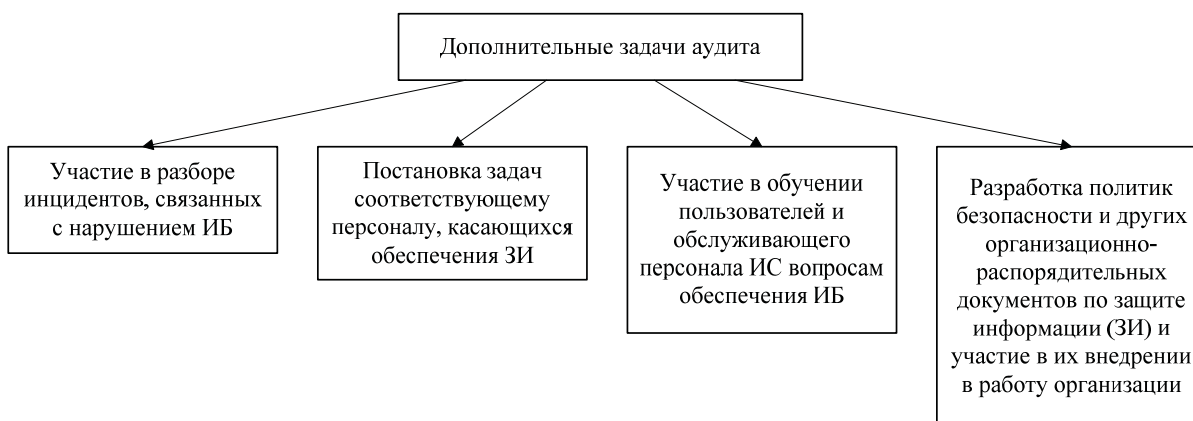 Дополнительные задачи аудита
Участие в разборе
инцидентов, связанных
с нарушением ИБ
Постановка задач
соответствующему
персоналу, касающихся
обеспечения ЗИ
Участие в обучении
пользователей и
обслуживающего
персонала ИС вопросам
обеспечения ИБ
Разработка политик
безопасности и других
организационно-
распорядительных
документов по защите
информации (ЗИ) и
участие в их внедрении
в работу организации